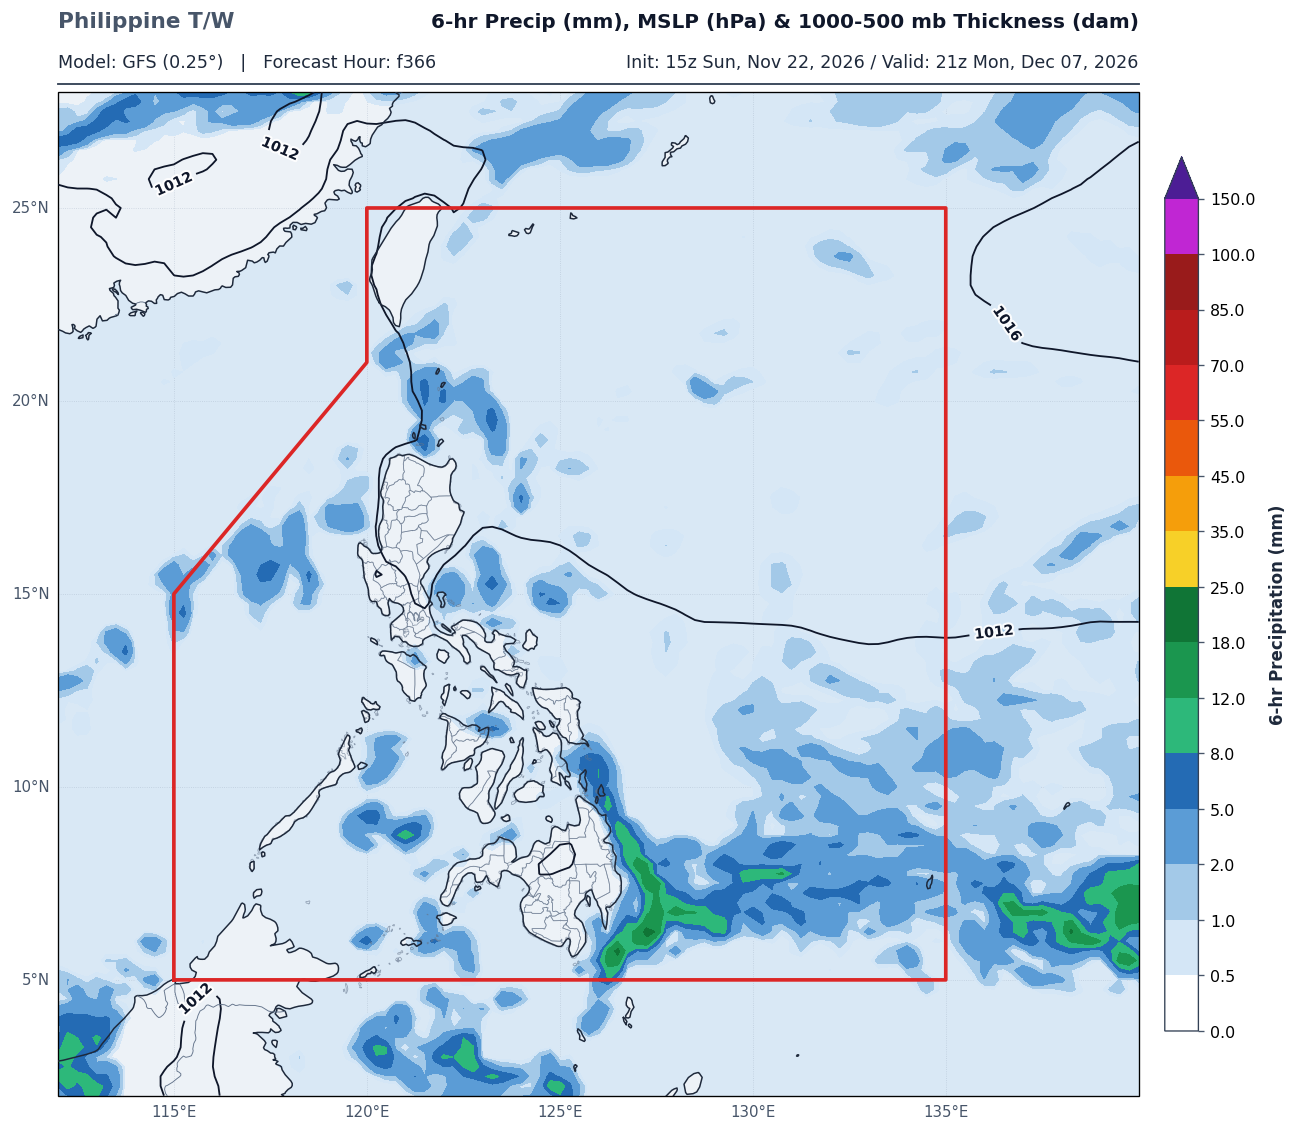 Philippine T/W
6-hr Precip (mm), MSLP (hPa) & 1000-500 mb Thickness (dam)
Model: GFS (0.25°) | Forecast Hour: f366
Init: 15z Sun, Nov 22, 2026 / Valid: 21z Mon, Dec 07, 2026
1012
1012
1016
1012
1012
25°N
20°N
15°N
10°N
5°N
115°E
120°E
125°E
130°E
135°E
150.0
100.0
85.0
70.0
55.0
45.0
35.0
25.0
18.0
12.0
8.0
5.0
2.0
1.0
0.5
0.0
6-hr Precipitation (mm)